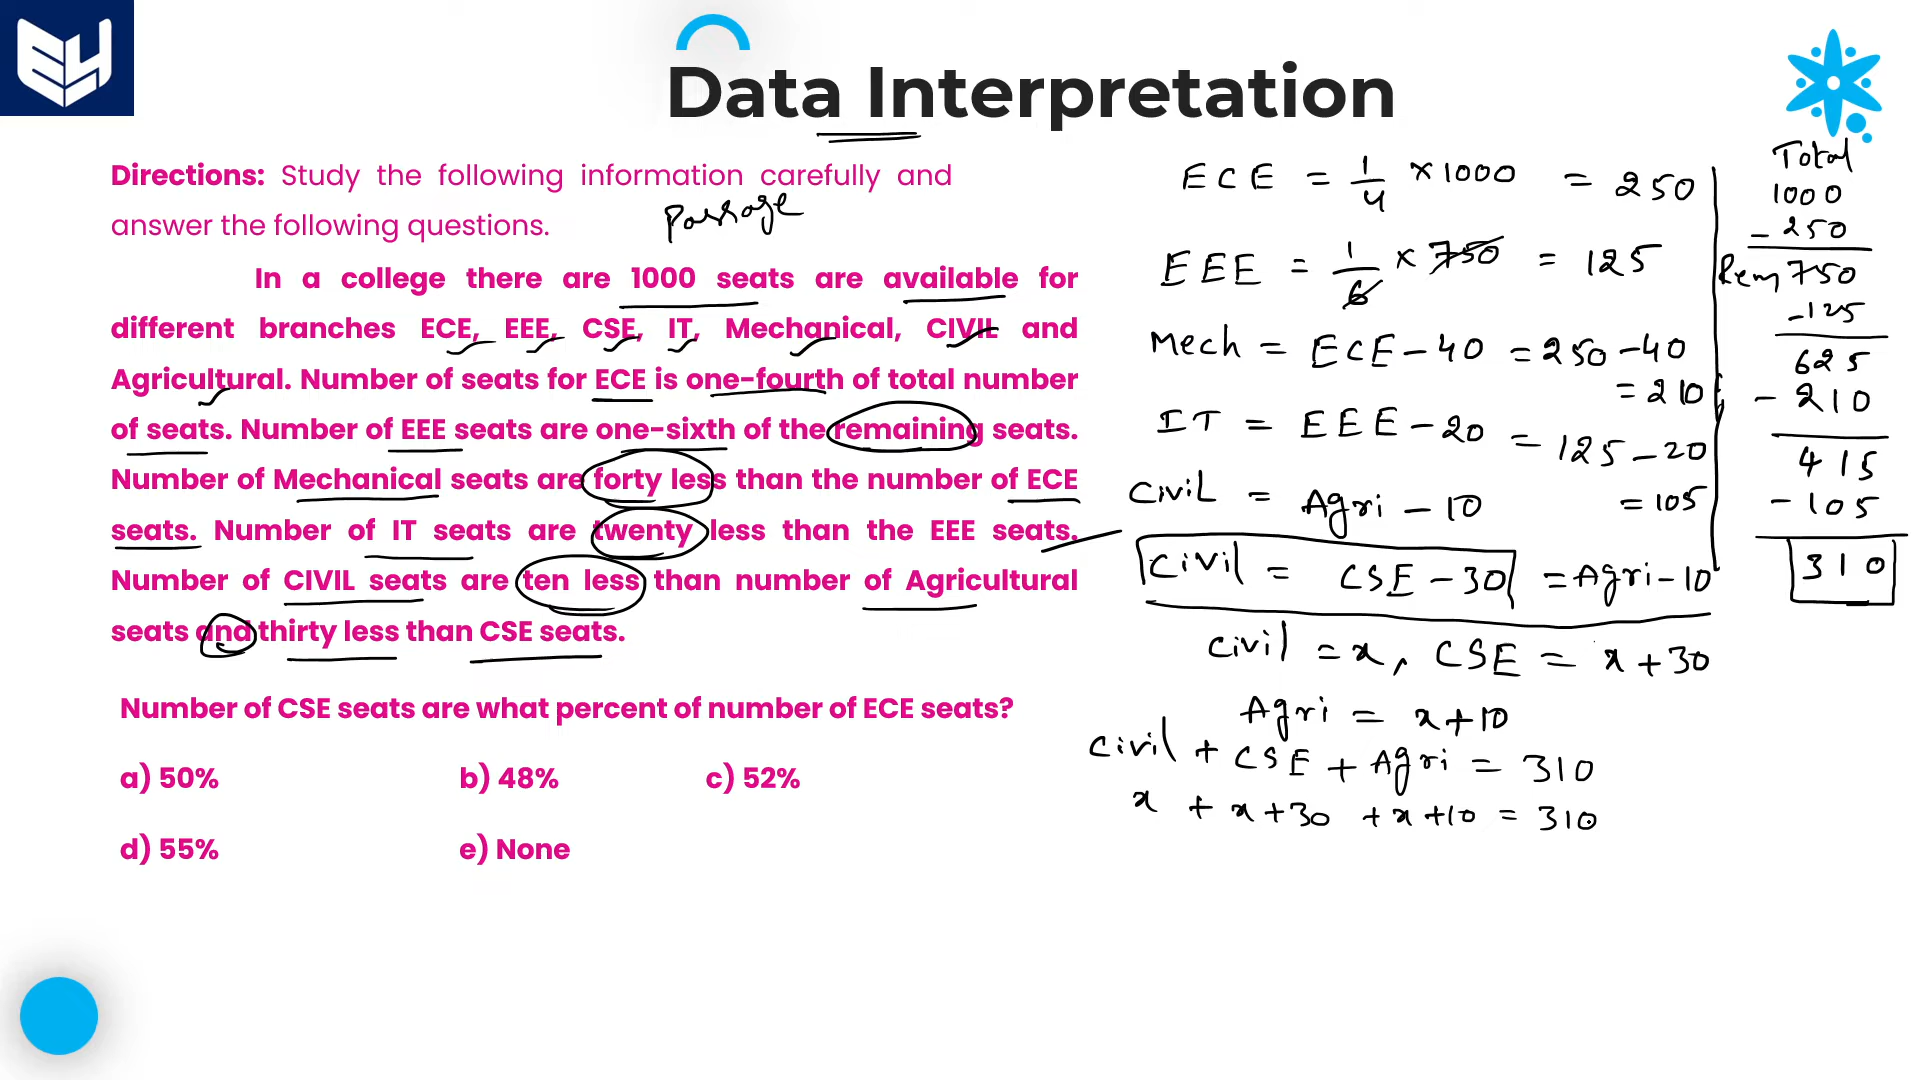 EY
Data Interpretation
Directions: Study the following information carefully and
answer the following questions.
Passage
In a college there are 1000 seats are available for
different branches ECE, EEE, CSE, IT, Mechanical, CIVIL and
Agricultural. Number of seats for ECE is one-fourth of total number
of seats. Number of EEE seats are one-sixth of the remaining seats.
Number of Mechanical seats are forty less than the number of ECE
seats. Number of IT seats are twenty less than the EEE seats.
Number of CIVIL seats are ten less than number of Agricultural
seats and thirty less than CSE seats.
Number of CSE seats are what percent of number of ECE seats?
a) 50%
b) 48%
c) 52%
d) 55%
e) None
ECE = 1/4 × 1000 = 250
EEE = 1/6 × 750 = 125
Mech = ECE - 40 = 250 - 40
= 210
IT = EEE - 20 = 125 - 20
= 105
Civil = Agri - 10
Civil = CSE - 30 = Agri - 10
Civil = x, CSE = x + 30
Agri = x + 10
Civil + CSE + Agri = 310
x + x + 30 + x + 10 = 310
Total
1000
- 250
Rem 750
- 125
625
- 210
415
- 105
310